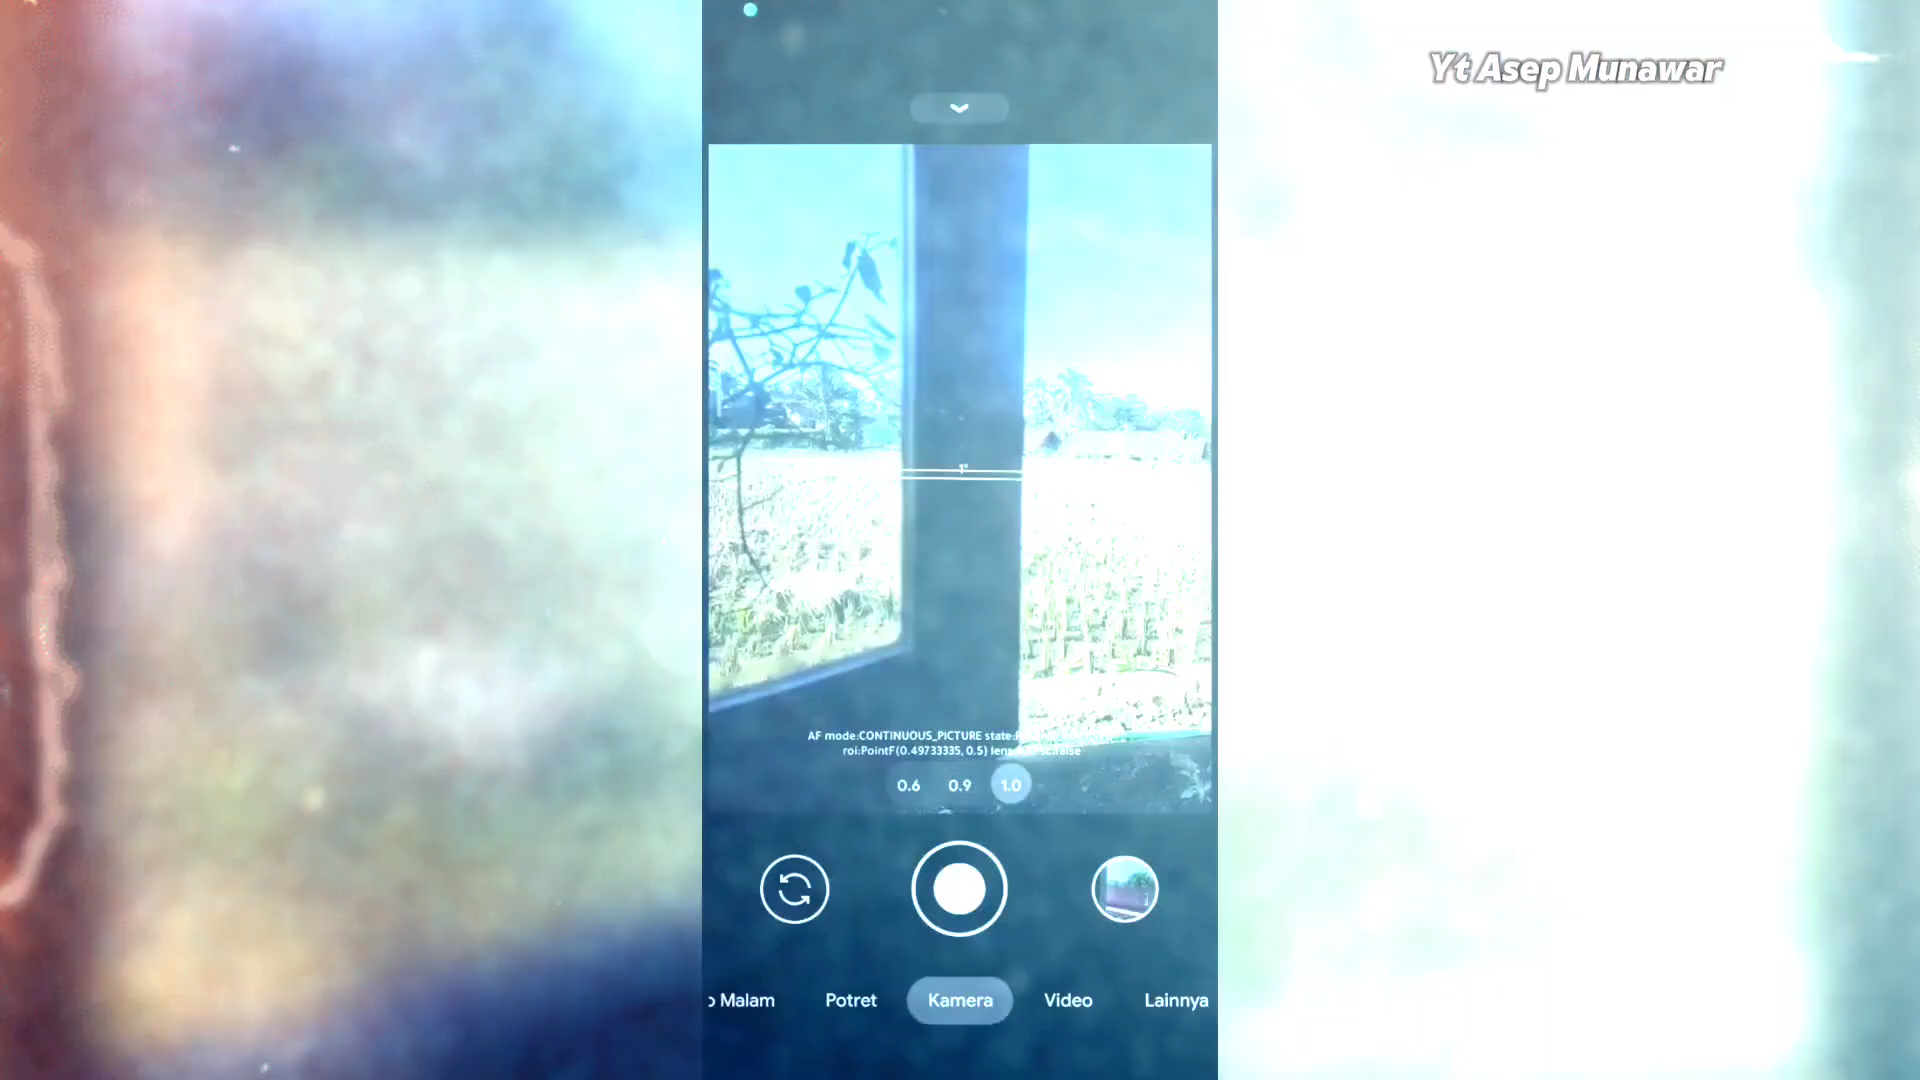 Yt Asep Munawar
1°
AF mode:CONTINUOUS_PICTURE state:
roi:PointF(0.49733335, 0.5)
0.6 0.9 1.0
Malam Potret Kamera Video Lainnya